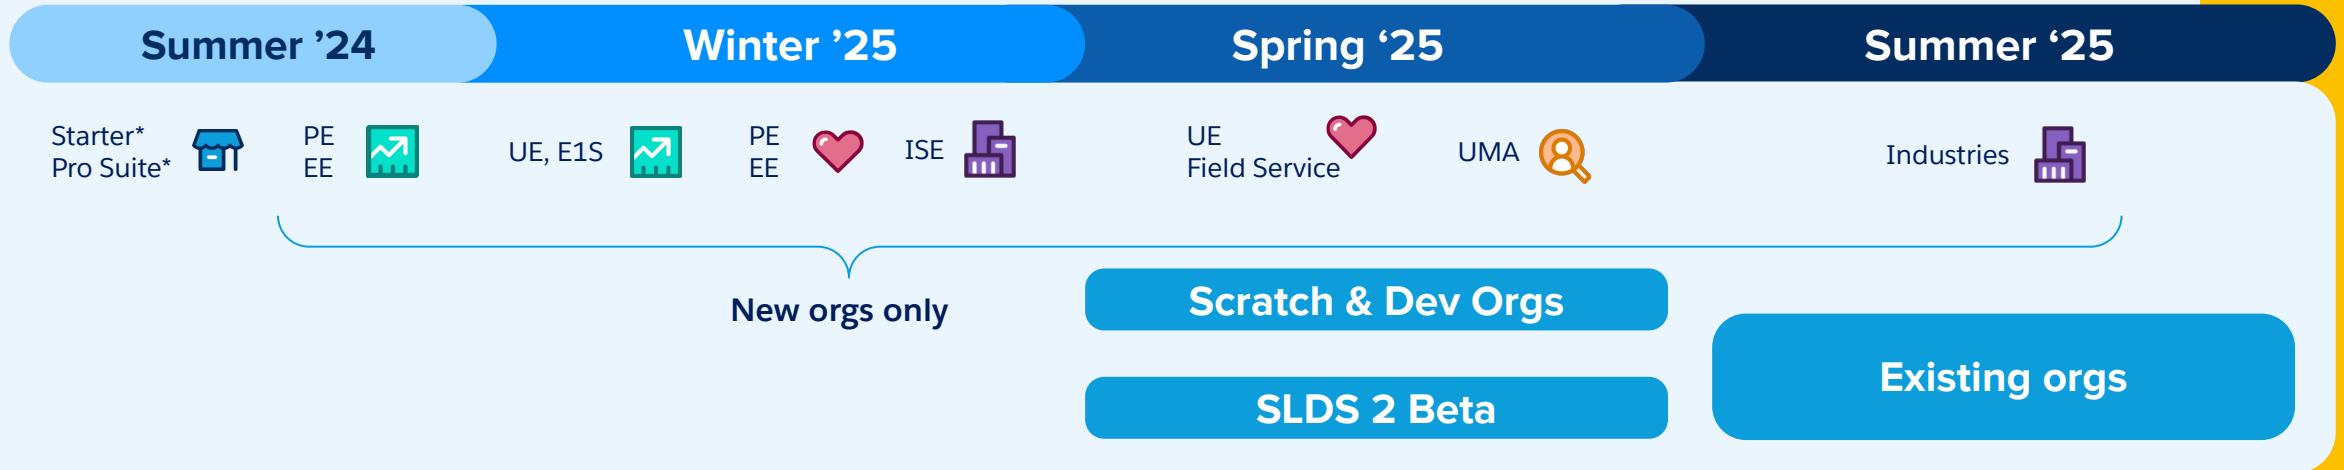 Summer ’24
Winter ’25
Spring ‘25
Summer ‘25
Starter*
Pro Suite*
PE
EE
UE, E1S
PE
EE
ISE
UE
Field Service
UMA
Industries
New orgs only
Scratch & Dev Orgs
SLDS 2 Beta
Existing orgs